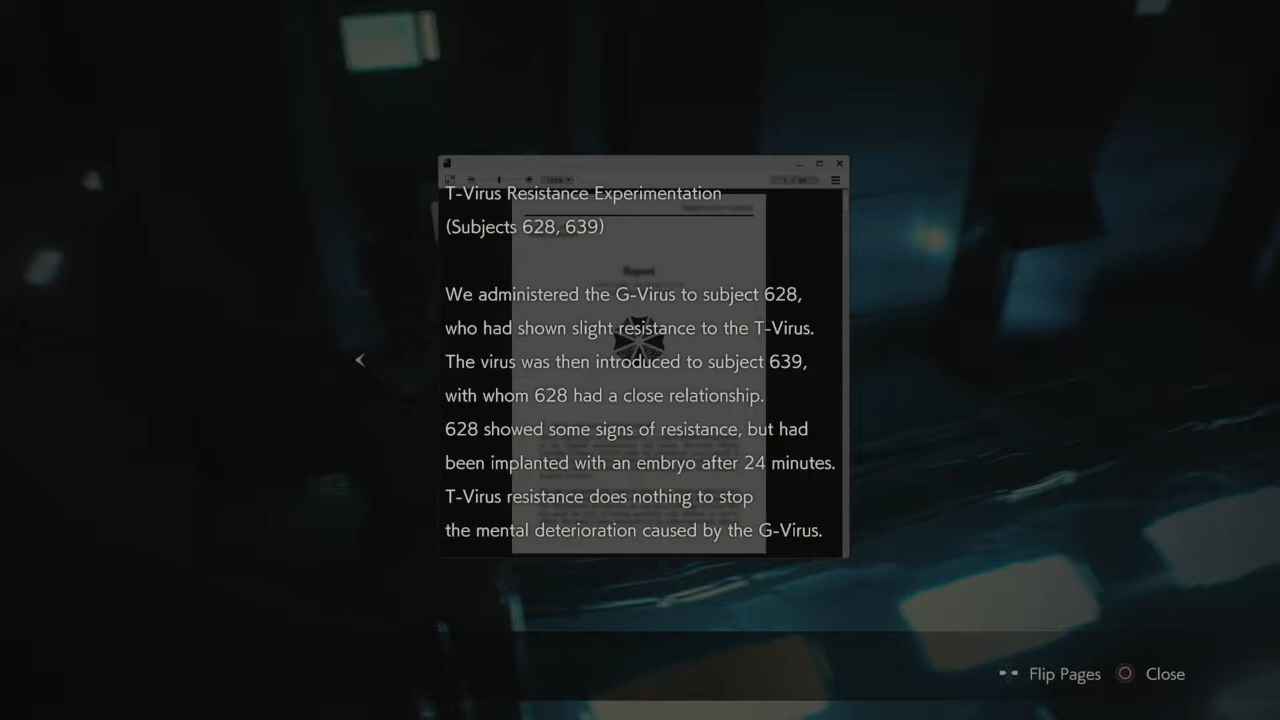 T-Virus Resistance Experimentation
(Subjects 628, 639)
We administered the G-Virus to subject 628,
who had shown slight resistance to the T-Virus.
The virus was then introduced to subject 639,
with whom 628 had a close relationship.
628 showed some signs of resistance, but had
been implanted with an embryo after 24 minutes.
T-Virus resistance does nothing to stop
the mental deterioration caused by the G-Virus.
Report
Flip Pages Close